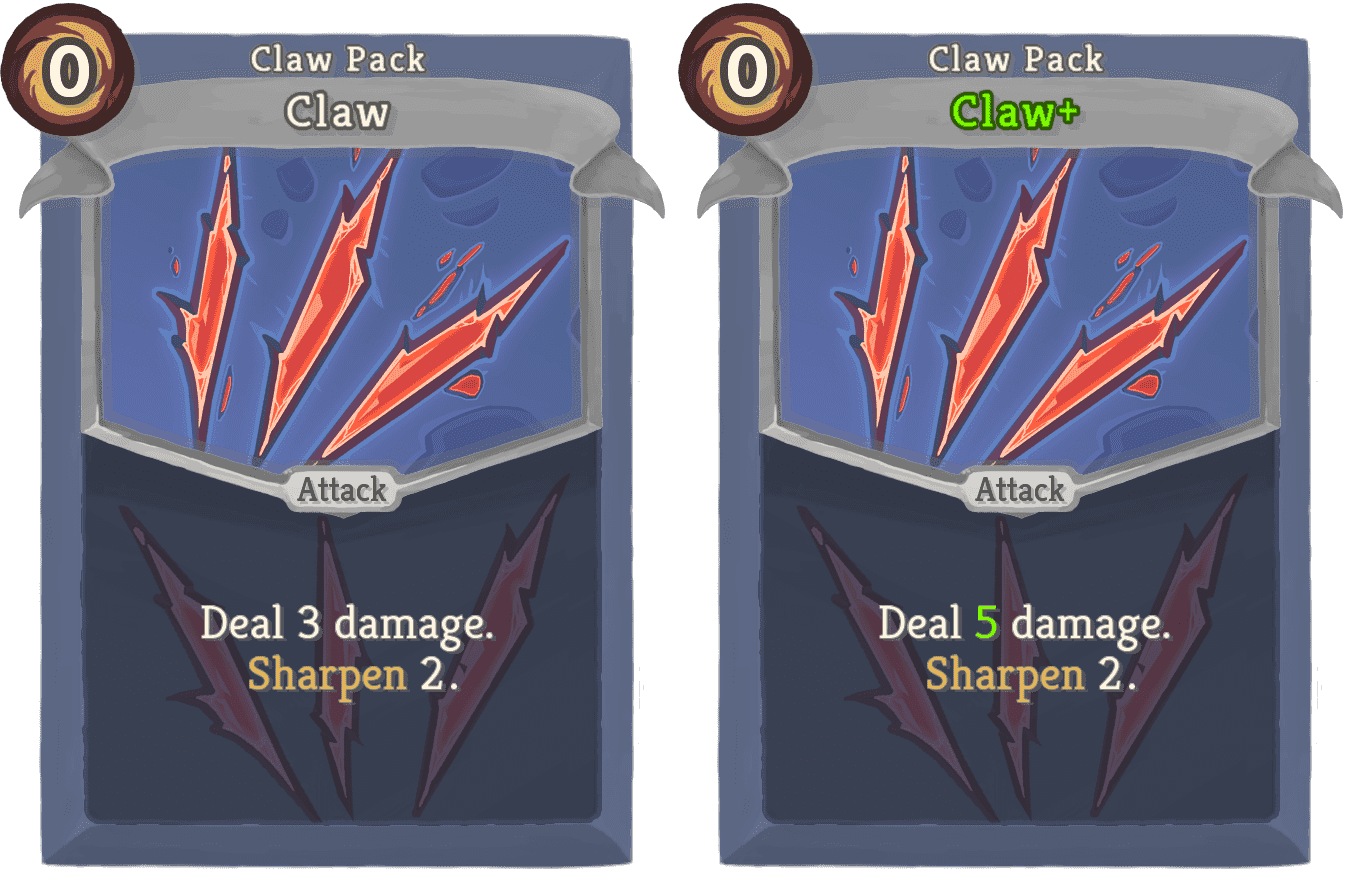 0
Claw Pack
Claw
Attack
Deal 3 damage.
Sharpen 2.
0
Claw Pack
Claw+
Attack
Deal 5 damage.
Sharpen 2.